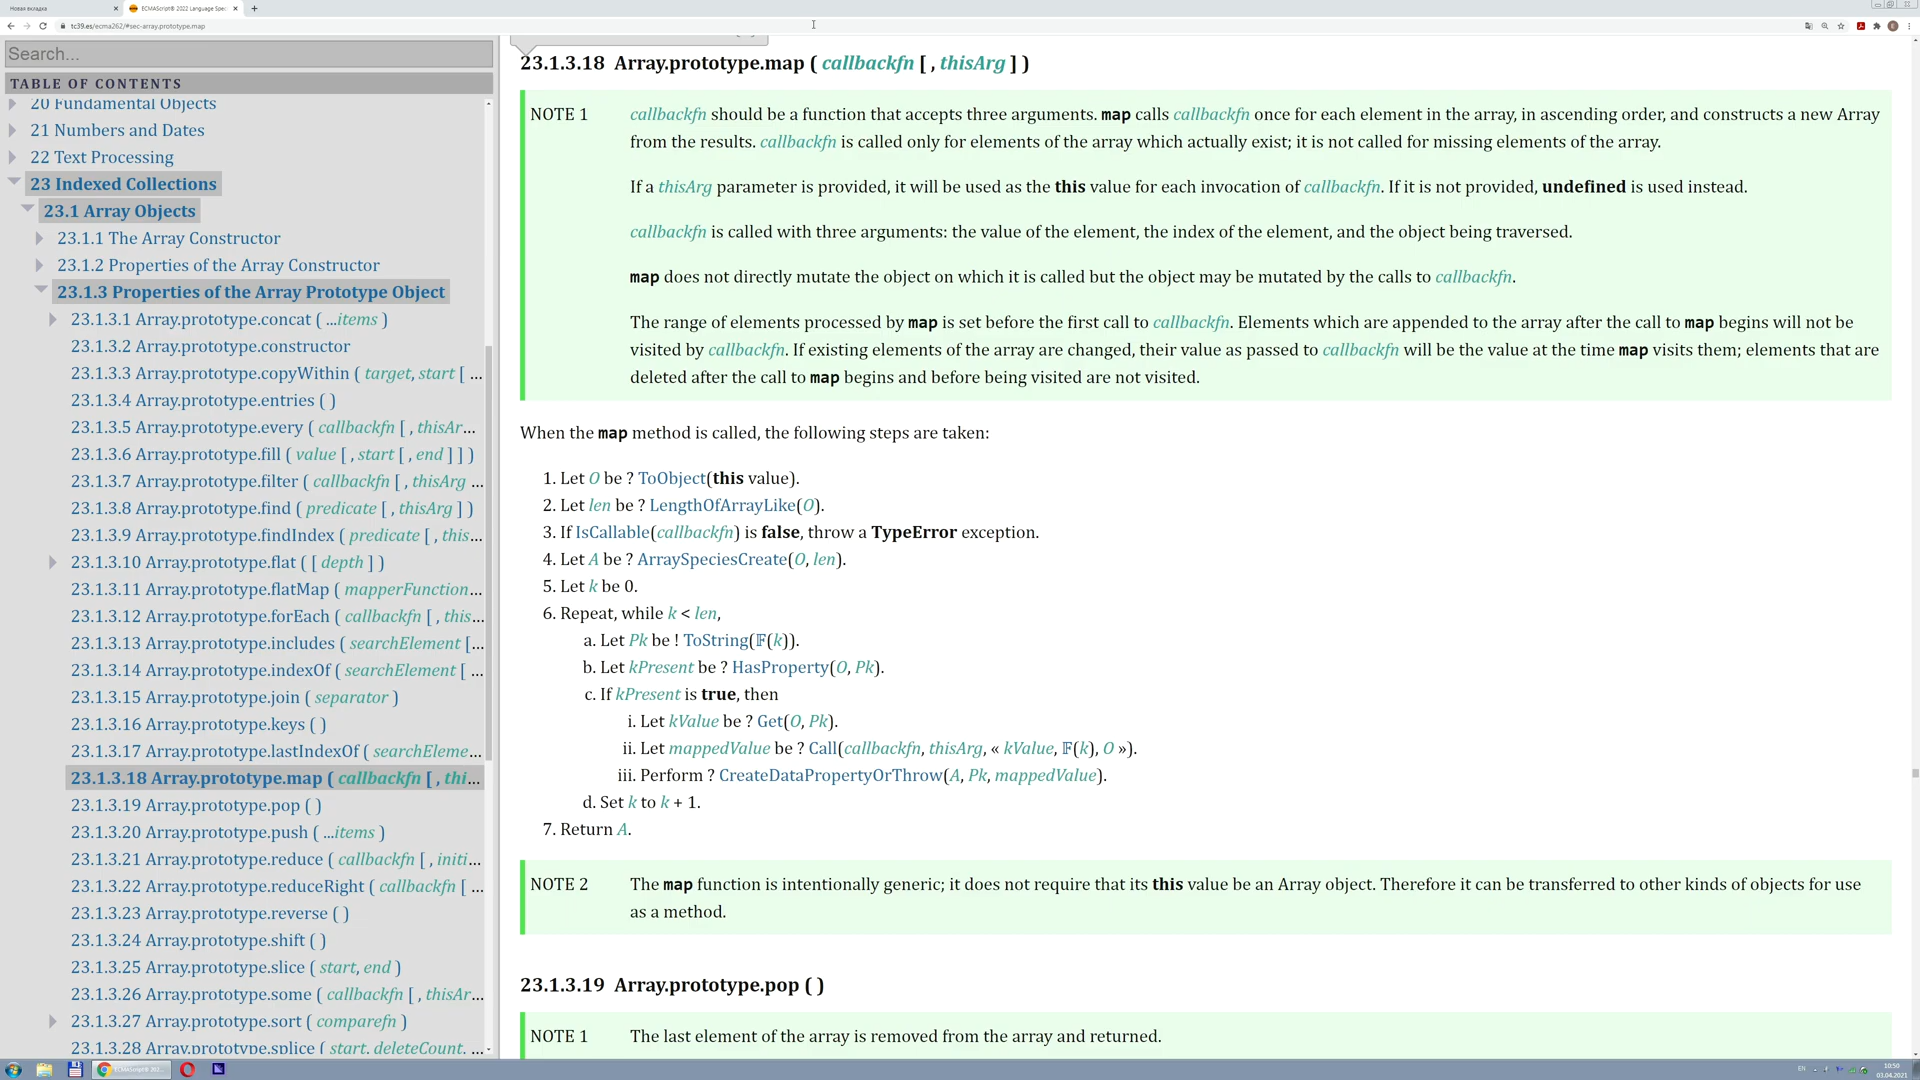 Новая вкладка
ECMAScript® 2022 Language Spec
tc39.es/ecma262/#sec-array.prototype.map
Search...
TABLE OF CONTENTS
20 Fundamental Objects
21 Numbers and Dates
22 Text Processing
23 Indexed Collections
23.1 Array Objects
23.1.1 The Array Constructor
23.1.2 Properties of the Array Constructor
23.1.3 Properties of the Array Prototype Object
23.1.3.1 Array.prototype.concat ( ...items )
23.1.3.2 Array.prototype.constructor
23.1.3.3 Array.prototype.copyWithin ( target, start [ ...
23.1.3.4 Array.prototype.entries ( )
23.1.3.5 Array.prototype.every ( callbackfn [ , thisAr...
23.1.3.6 Array.prototype.fill ( value [ , start [ , end ] ] )
23.1.3.7 Array.prototype.filter ( callbackfn [ , thisArg ...
23.1.3.8 Array.prototype.find ( predicate [ , thisArg ] )
23.1.3.9 Array.prototype.findIndex ( predicate [ , this...
23.1.3.10 Array.prototype.flat ( [ depth ] )
23.1.3.11 Array.prototype.flatMap ( mapperFunction...
23.1.3.12 Array.prototype.forEach ( callbackfn [ , this...
23.1.3.13 Array.prototype.includes ( searchElement [...
23.1.3.14 Array.prototype.indexOf ( searchElement [ ...
23.1.3.15 Array.prototype.join ( separator )
23.1.3.16 Array.prototype.keys ( )
23.1.3.17 Array.prototype.lastIndexOf ( searchEleme...
23.1.3.18 Array.prototype.map ( callbackfn [ , thi...
23.1.3.19 Array.prototype.pop ( )
23.1.3.20 Array.prototype.push ( ...items )
23.1.3.21 Array.prototype.reduce ( callbackfn [ , initi...
23.1.3.22 Array.prototype.reduceRight ( callbackfn [ ...
23.1.3.23 Array.prototype.reverse ( )
23.1.3.24 Array.prototype.shift ( )
23.1.3.25 Array.prototype.slice ( start, end )
23.1.3.26 Array.prototype.some ( callbackfn [ , thisAr...
23.1.3.27 Array.prototype.sort ( comparefn )
23.1.3.28 Array.prototype.splice ( start, deleteCount, ...
23.1.3.18 Array.prototype.map ( callbackfn [ , thisArg ] )
NOTE 1 callbackfn should be a function that accepts three arguments. map calls callbackfn once for each element in the array, in ascending order, and constructs a new Array
from the results. callbackfn is called only for elements of the array which actually exist; it is not called for missing elements of the array.
If a thisArg parameter is provided, it will be used as the this value for each invocation of callbackfn. If it is not provided, undefined is used instead.
callbackfn is called with three arguments: the value of the element, the index of the element, and the object being traversed.
map does not directly mutate the object on which it is called but the object may be mutated by the calls to callbackfn.
The range of elements processed by map is set before the first call to callbackfn. Elements which are appended to the array after the call to map begins will not be
visited by callbackfn. If existing elements of the array are changed, their value as passed to callbackfn will be the value at the time map visits them; elements that are
deleted after the call to map begins and before being visited are not visited.
When the map method is called, the following steps are taken:
1. Let O be ? ToObject(this value).
2. Let len be ? LengthOfArrayLike(O).
3. If IsCallable(callbackfn) is false, throw a TypeError exception.
4. Let A be ? ArraySpeciesCreate(O, len).
5. Let k be 0.
6. Repeat, while k < len,
a. Let Pk be ! ToString(𝔽(k)).
b. Let kPresent be ? HasProperty(O, Pk).
c. If kPresent is true, then
i. Let kValue be ? Get(O, Pk).
ii. Let mappedValue be ? Call(callbackfn, thisArg, « kValue, 𝔽(k), O »).
iii. Perform ? CreateDataPropertyOrThrow(A, Pk, mappedValue).
d. Set k to k + 1.
7. Return A.
NOTE 2 The map function is intentionally generic; it does not require that its this value be an Array object. Therefore it can be transferred to other kinds of objects for use
as a method.
23.1.3.19 Array.prototype.pop ( )
NOTE 1 The last element of the array is removed from the array and returned.
ECMAScript® 202...
EN
10:50
03.04.2021